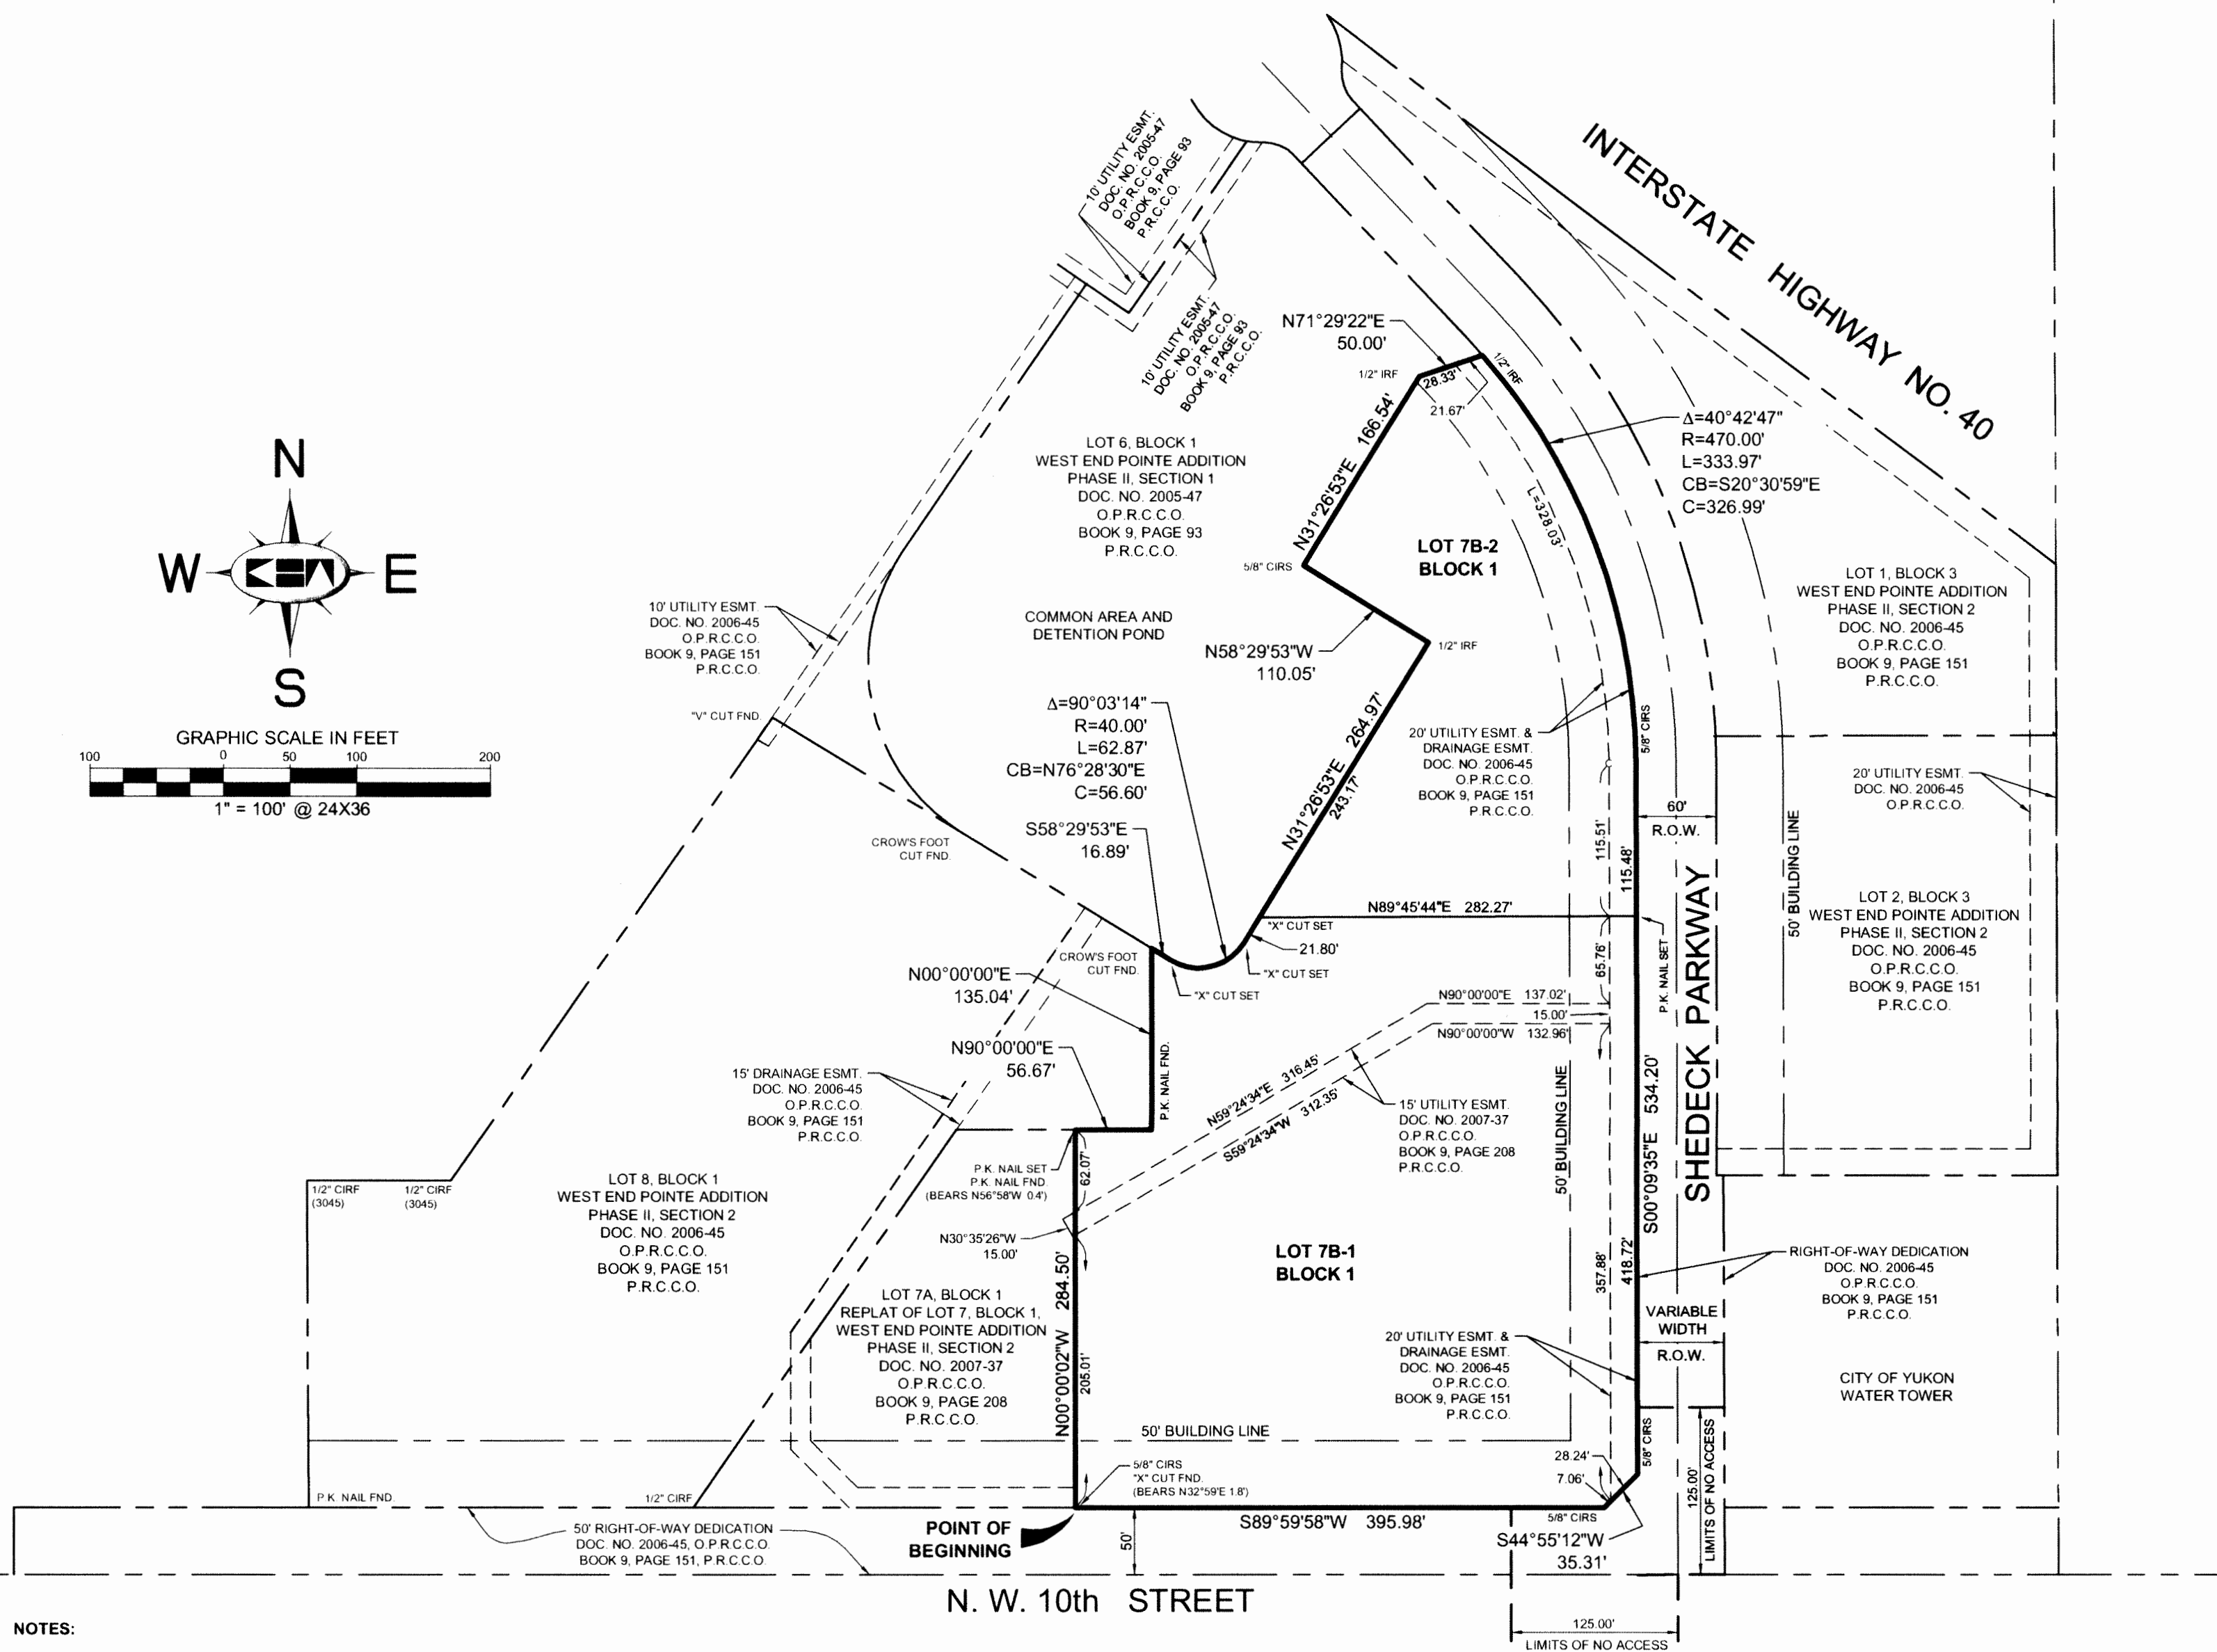 10' UTILITY ESMT.
DOC. NO. 2005-47
O.P.R.C.C.O.
BOOK 9, PAGE 93
P.R.C.C.O.
10' UTILITY ESMT.
DOC. NO. 2005-47
O.P.R.C.C.O.
BOOK 9, PAGE 93
P.R.C.C.O.
INTERSTATE HIGHWAY NO. 40
N71°29'22"E
50.00'
1/2" IRF
1/2" IRF
28.33'
21.67'
N31°26'53"E 166.54'
Δ=40°42'47"
R=470.00'
L=333.97'
CB=S20°30'59"E
C=326.99'
L=328.03'
LOT 6, BLOCK 1
WEST END POINTE ADDITION
PHASE II, SECTION 1
DOC. NO. 2005-47
O.P.R.C.C.O.
BOOK 9, PAGE 93
P.R.C.C.O.
LOT 7B-2
BLOCK 1
5/8" CIRS
COMMON AREA AND
DETENTION POND
N58°29'53"W
110.05'
1/2" IRF
N
W
E
S
GRAPHIC SCALE IN FEET
100 0 50 100 200
1" = 100' @ 24X36
10' UTILITY ESMT.
DOC. NO. 2006-45
O.P.R.C.C.O.
BOOK 9, PAGE 151
P.R.C.C.O.
"V" CUT FND.
LOT 1, BLOCK 3
WEST END POINTE ADDITION
PHASE II, SECTION 2
DOC. NO. 2006-45
O.P.R.C.C.O.
BOOK 9, PAGE 151
P.R.C.C.O.
Δ=90°03'14"
R=40.00'
L=62.87'
CB=N76°28'30"E
C=56.60'
S58°29'53"E
16.89'
N31°26'53"E 264.97'
243.17'
20' UTILITY ESMT. &
DRAINAGE ESMT.
DOC. NO. 2006-45
O.P.R.C.C.O.
BOOK 9, PAGE 151
P.R.C.C.O.
5/8" CIRS
20' UTILITY ESMT.
DOC. NO. 2006-45
O.P.R.C.C.O.
60'
R.O.W.
CROW'S FOOT
CUT FND.
115.51'
115.48'
50' BUILDING LINE
LOT 2, BLOCK 3
WEST END POINTE ADDITION
PHASE II, SECTION 2
DOC. NO. 2006-45
O.P.R.C.C.O.
BOOK 9, PAGE 151
P.R.C.C.O.
N89°45'44"E 282.27'
"X" CUT SET
21.80'
"X" CUT SET
"X" CUT SET
CROW'S FOOT
CUT FND.
65.76'
P.K. NAIL SET
SHEDECK PARKWAY
N00°00'00"E
135.04'
N90°00'00"E 137.02'
15.00'
N90°00'00"W 132.96'
N90°00'00"E
56.67'
P.K. NAIL FND.
15' DRAINAGE ESMT.
DOC. NO. 2006-45
O.P.R.C.C.O.
BOOK 9, PAGE 151
P.R.C.C.O.
N59°24'34"E 316.45'
S59°24'34"W 312.35'
15' UTILITY ESMT.
DOC. NO. 2007-37
O.P.R.C.C.O.
BOOK 9, PAGE 208
P.R.C.C.O.
50' BUILDING LINE
S00°09'35"E 534.20'
P.K. NAIL SET
P.K. NAIL FND.
(BEARS N56°58'W 0.4')
62.07'
1/2" CIRF
(3045)
1/2" CIRF
(3045)
LOT 8, BLOCK 1
WEST END POINTE ADDITION
PHASE II, SECTION 2
DOC. NO. 2006-45
O.P.R.C.C.O.
BOOK 9, PAGE 151
P.R.C.C.O.
N30°35'26"W
15.00'
LOT 7B-1
BLOCK 1
357.88'
418.72'
RIGHT-OF-WAY DEDICATION
DOC. NO. 2006-45
O.P.R.C.C.O.
BOOK 9, PAGE 151
P.R.C.C.O.
VARIABLE
WIDTH
R.O.W.
LOT 7A, BLOCK 1
REPLAT OF LOT 7, BLOCK 1,
WEST END POINTE ADDITION
PHASE II, SECTION 2
DOC. NO. 2007-37
O.P.R.C.C.O.
BOOK 9, PAGE 208
P.R.C.C.O.
N00°00'02"W 284.50'
205.01'
20' UTILITY ESMT. &
DRAINAGE ESMT.
DOC. NO. 2006-45
O.P.R.C.C.O.
BOOK 9, PAGE 151
P.R.C.C.O.
CITY OF YUKON
WATER TOWER
50' BUILDING LINE
5/8" CIRS
"X" CUT FND.
(BEARS N32°59'E 1.8')
28.24'
7.06'
5/8" CIRS
125.00'
LIMITS OF NO ACCESS
P.K. NAIL FND.
1/2" CIRF
50' RIGHT-OF-WAY DEDICATION
DOC. NO. 2006-45, O.P.R.C.C.O.
BOOK 9, PAGE 151, P.R.C.C.O.
POINT OF
BEGINNING
50'
S89°59'58"W 395.98'
5/8" CIRS
S44°55'12"W
35.31'
N. W. 10th STREET
125.00'
LIMITS OF NO ACCESS
NOTES: